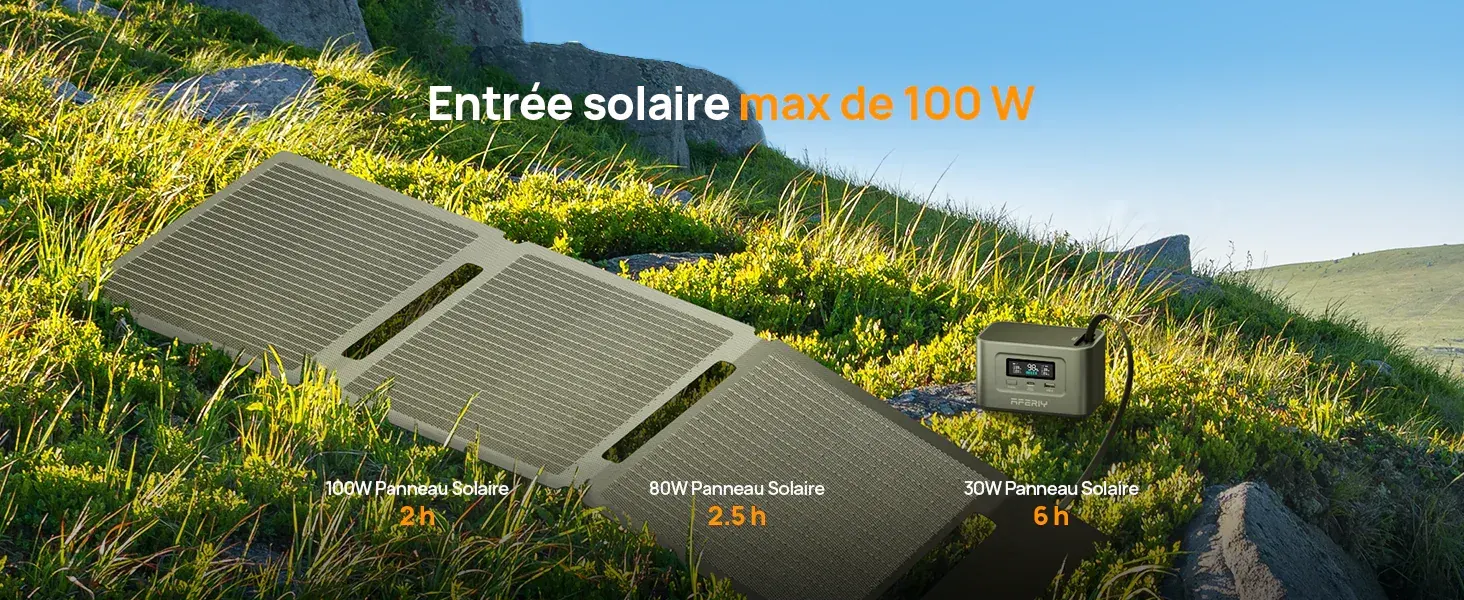 Entrée solaire max de 100 W
98%
AFERIY
100W Panneau Solaire
80W Panneau Solaire
30W Panneau Solaire
2 h
2.5 h
6 h